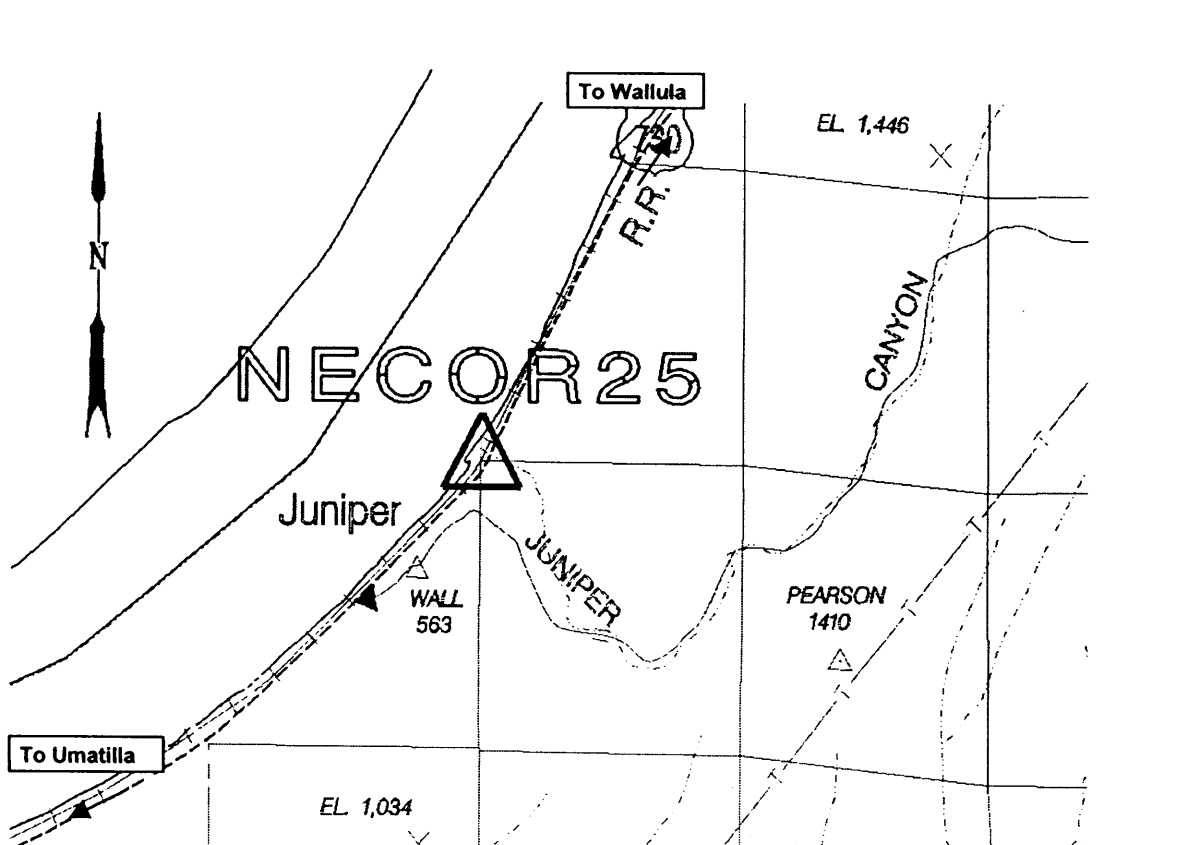 To Wallula
730
EL. 1,446
R.R.
N
CANYON
NECOR25
Juniper
JUNIPER
WALL
563
PEARSON
1410
To Umatilla
EL. 1,034